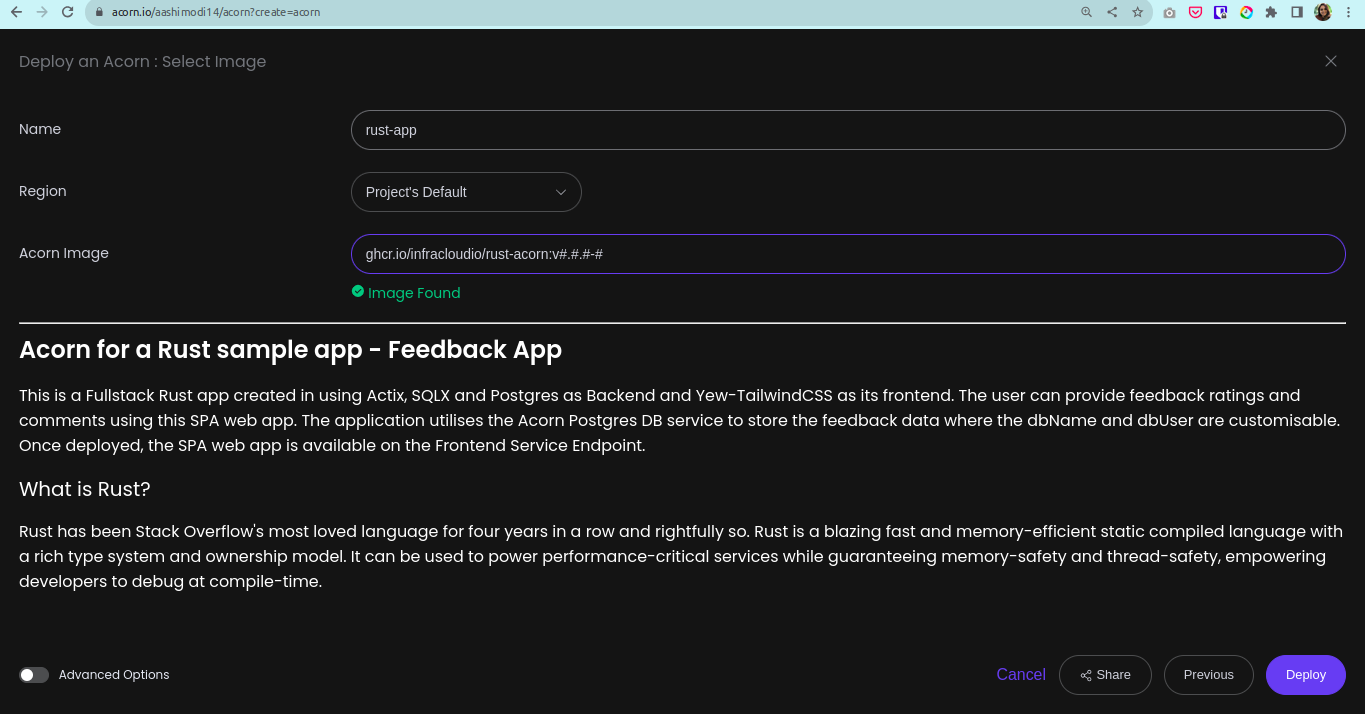 acorn.io/aashimodi14/acorn?create=acorn
Deploy an Acorn : Select Image
Name
rust-app
Region
Project's Default
Acorn Image
ghcr.io/infracloudio/rust-acorn:v#.#.#-#
Image Found
Acorn for a Rust sample app - Feedback App
This is a Fullstack Rust app created in using Actix, SQLX and Postgres as Backend and Yew-TailwindCSS as its frontend. The user can provide feedback ratings and
comments using this SPA web app. The application utilises the Acorn Postgres DB service to store the feedback data where the dbName and dbUser are customisable.
Once deployed, the SPA web app is available on the Frontend Service Endpoint.
What is Rust?
Rust has been Stack Overflow's most loved language for four years in a row and rightfully so. Rust is a blazing fast and memory-efficient static compiled language with
a rich type system and ownership model. It can be used to power performance-critical services while guaranteeing memory-safety and thread-safety, empowering
developers to debug at compile-time.
Advanced Options
Cancel
Share
Previous
Deploy